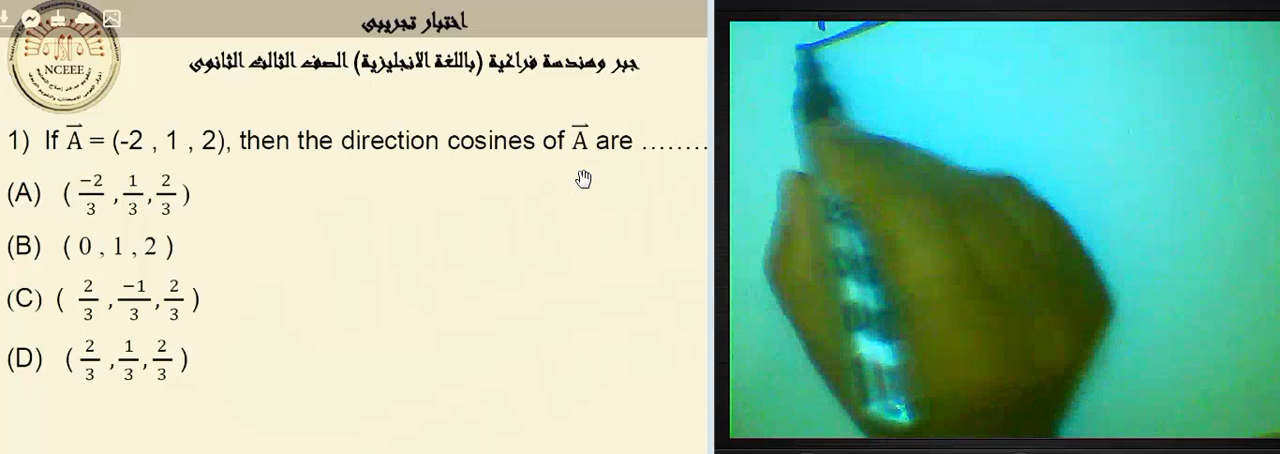 اختبار تجريبى
جبر وهندسة فراغية (باللغة الانجليزية) الصف الثالث الثانوى
NCEEE
1) If A⃗ = (-2 , 1 , 2), then the direction cosines of A⃗ are ........
(A) ( −2/3 , 1/3 , 2/3 )
(B) ( 0 , 1 , 2 )
(C) ( 2/3 , −1/3 , 2/3 )
(D) ( 2/3 , 1/3 , 2/3 )